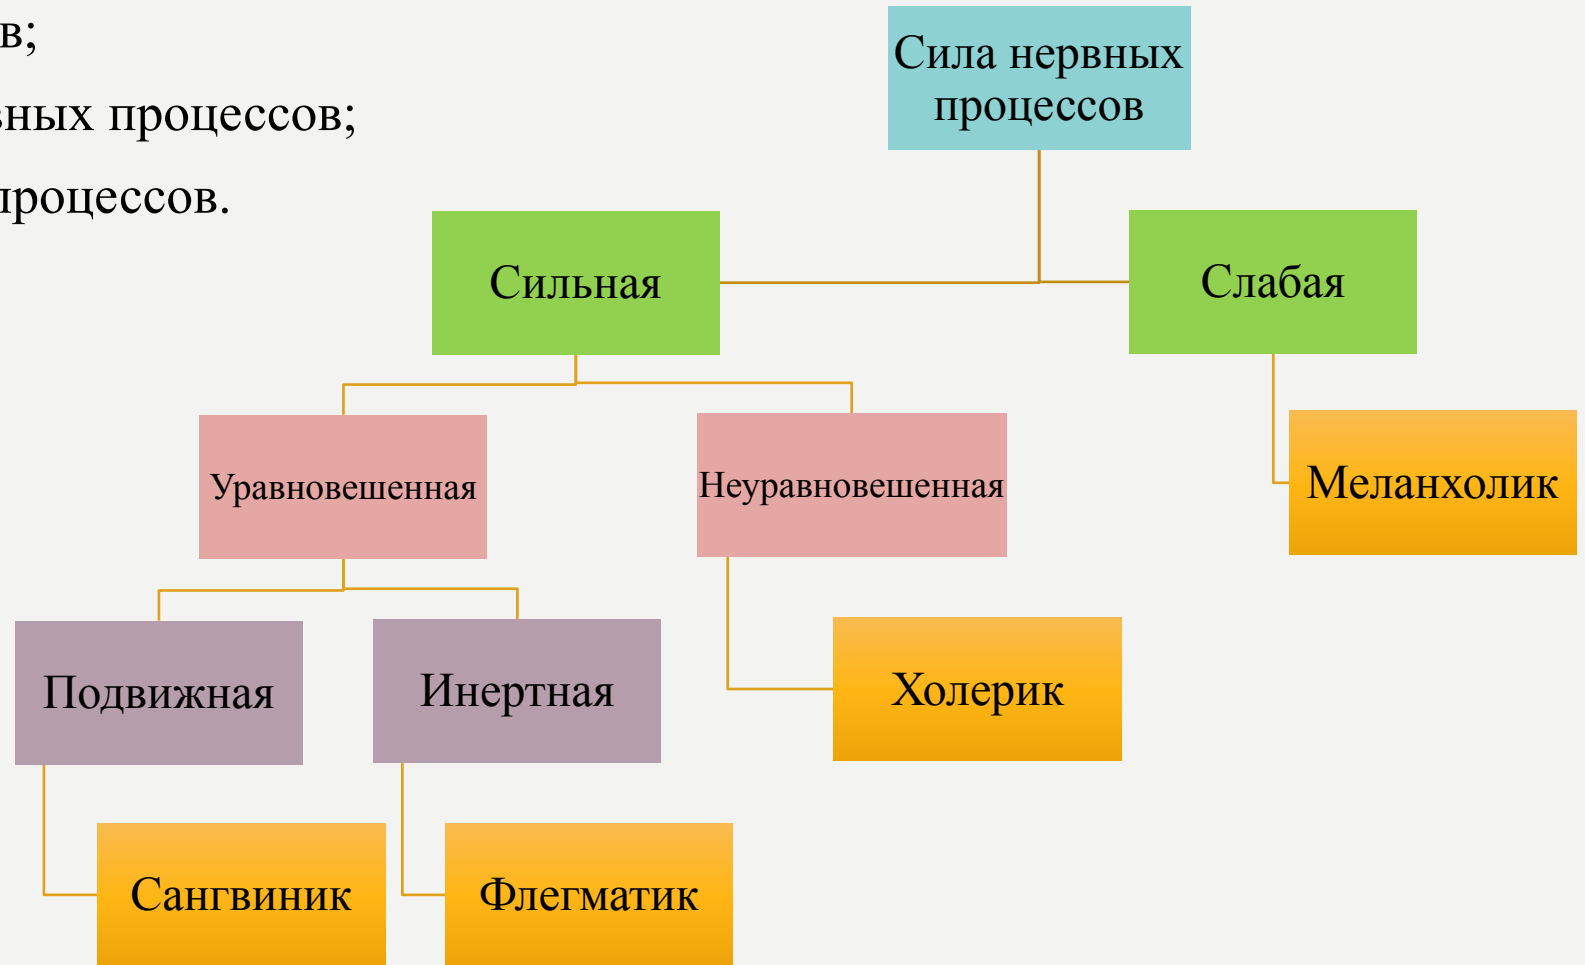 в;
вных процессов;
процессов.
Сила нервных
процессов
Сильная
Слабая
Уравновешенная
Неуравновешенная
Меланхолик
Подвижная
Инертная
Холерик
Сангвиник
Флегматик